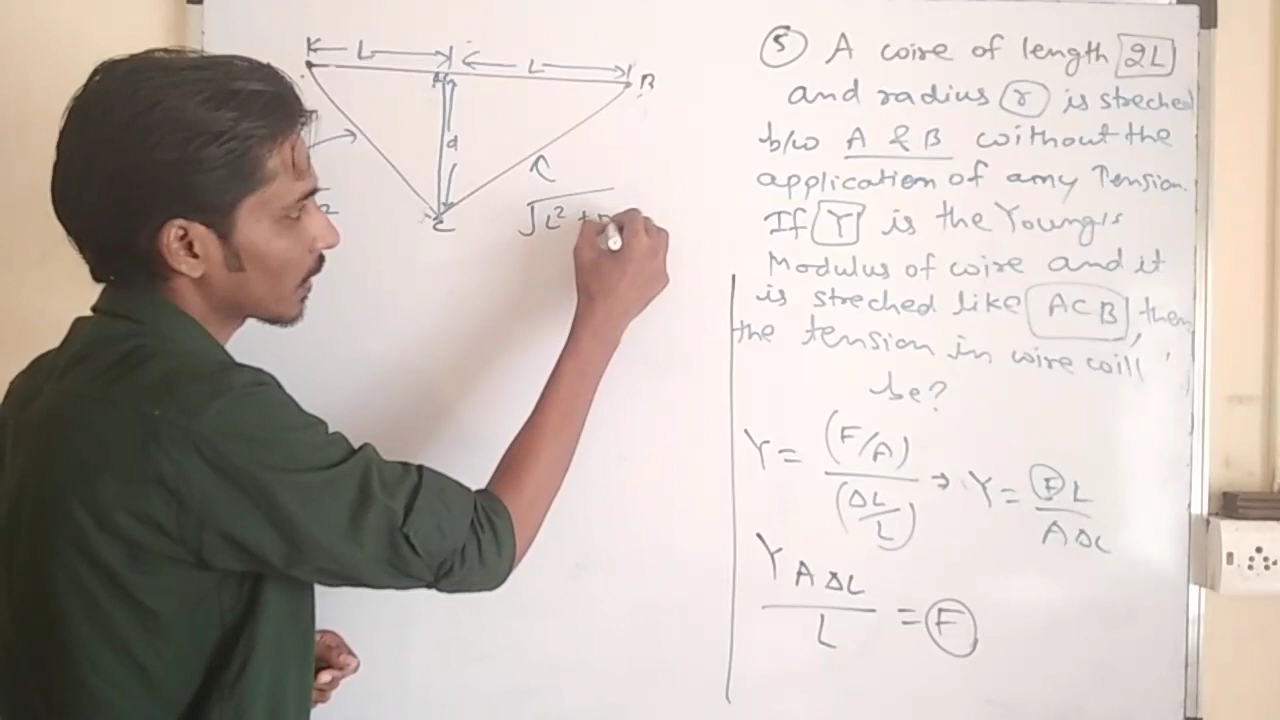 K← L →
← L →
B
d
C
2
√L² +
⑤ A wire of length 2L
and radius r is streched
b/w A & B without the
application of any Tension.
If Y is the Young's
Modulus of wire and it
is streched like ACB, then
the tension in wire will
be?
Y = (F/A) / (ΔL/L) → Y = FL / AΔL
YAΔL / L = F